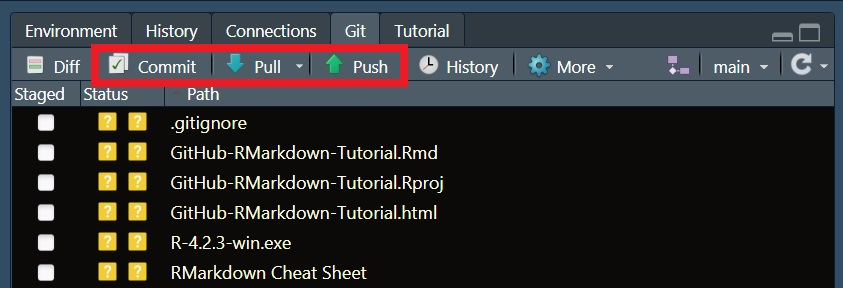 Environment History Connections Git Tutorial
Diff Commit Pull Push History More main
Staged Status Path
? ? .gitignore
? ? GitHub-RMarkdown-Tutorial.Rmd
? ? GitHub-RMarkdown-Tutorial.Rproj
? ? GitHub-RMarkdown-Tutorial.html
? ? R-4.2.3-win.exe
? ? RMarkdown Cheat Sheet